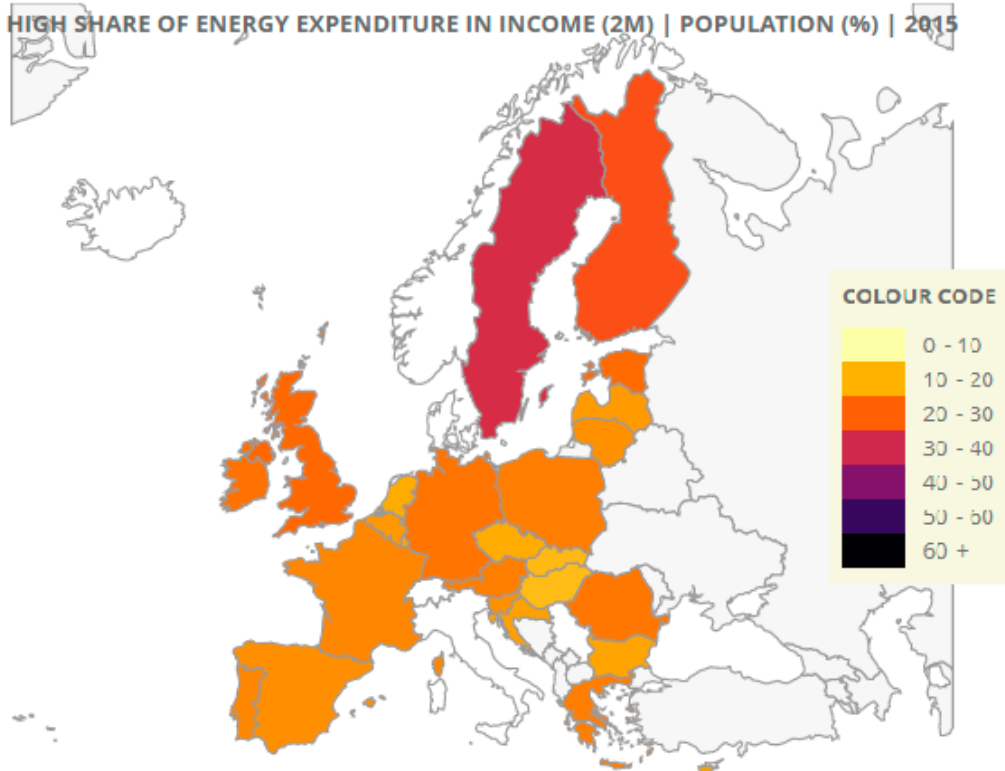 HIGH SHARE OF ENERGY EXPENDITURE IN INCOME (2M) | POPULATION (%) | 2015
COLOUR CODE
0 - 10
10 - 20
20 - 30
30 - 40
40 - 50
50 - 60
60 +